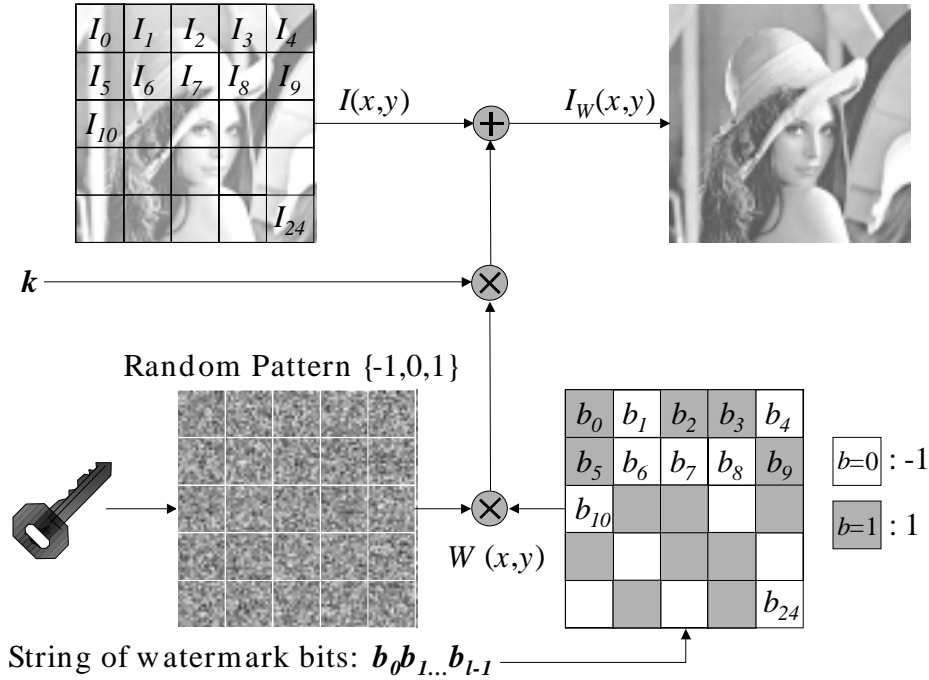 I0 I1 I2 I3 I4
I5 I6 I7 I8 I9
I10
I24
I(x,y)
IW(x,y)
k
Random Pattern {-1,0,1}
b0 b1 b2 b3 b4
b5 b6 b7 b8 b9
b10
b24
b=0 : -1
b=1 : 1
W (x,y)
String of watermark bits: b0b1...bl-1